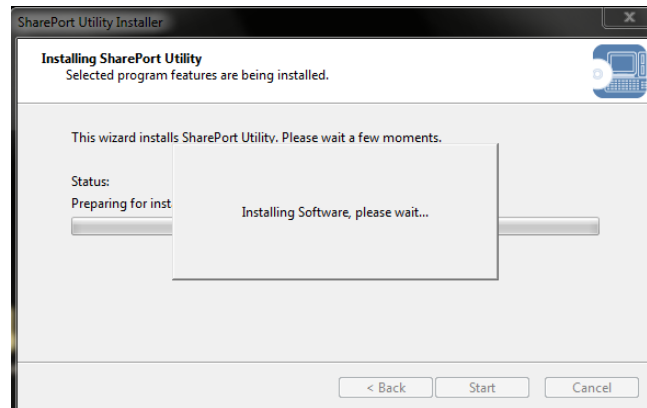 SharePort Utility Installer
Installing SharePort Utility
Selected program features are being installed.
This wizard installs SharePort Utility. Please wait a few moments.
Status:
Preparing for inst
Installing Software, please wait...
< Back
Start
Cancel